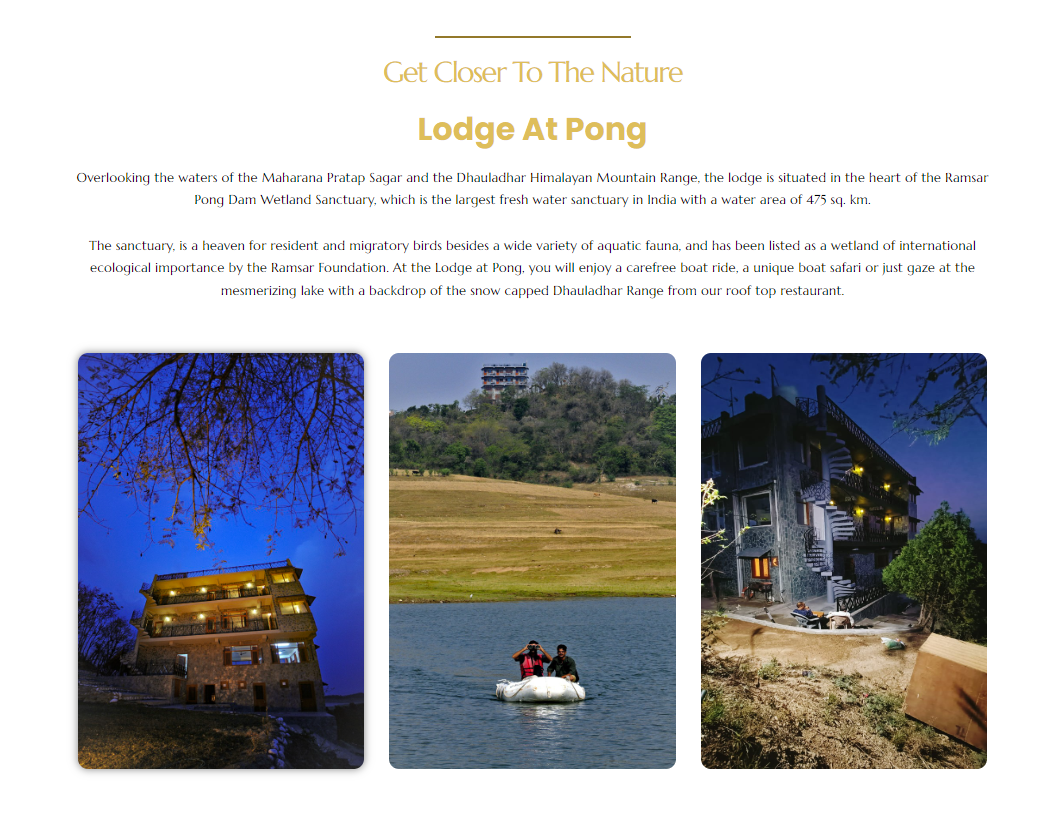 Get Closer To The Nature
Lodge At Pong
Overlooking the waters of the Maharana Pratap Sagar and the Dhauladhar Himalayan Mountain Range, the lodge is situated in the heart of the Ramsar
Pong Dam Wetland Sanctuary, which is the largest fresh water sanctuary in India with a water area of 475 sq. km.
The sanctuary, is a heaven for resident and migratory birds besides a wide variety of aquatic fauna, and has been listed as a wetland of international
ecological importance by the Ramsar Foundation. At the Lodge at Pong, you will enjoy a carefree boat ride, a unique boat safari or just gaze at the
mesmerizing lake with a backdrop of the snow capped Dhauladhar Range from our roof top restaurant.